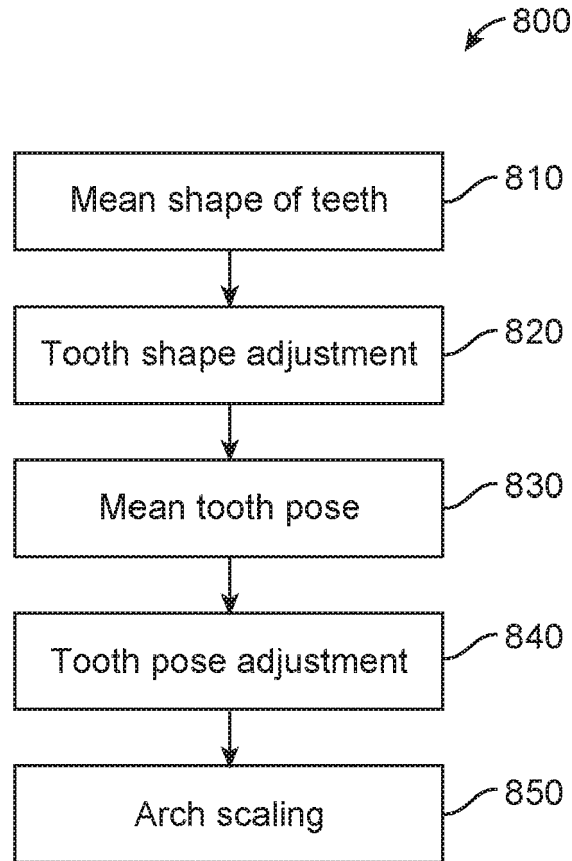 800
Mean shape of teeth
810
Tooth shape adjustment
820
Mean tooth pose
830
Tooth pose adjustment
840
Arch scaling
850